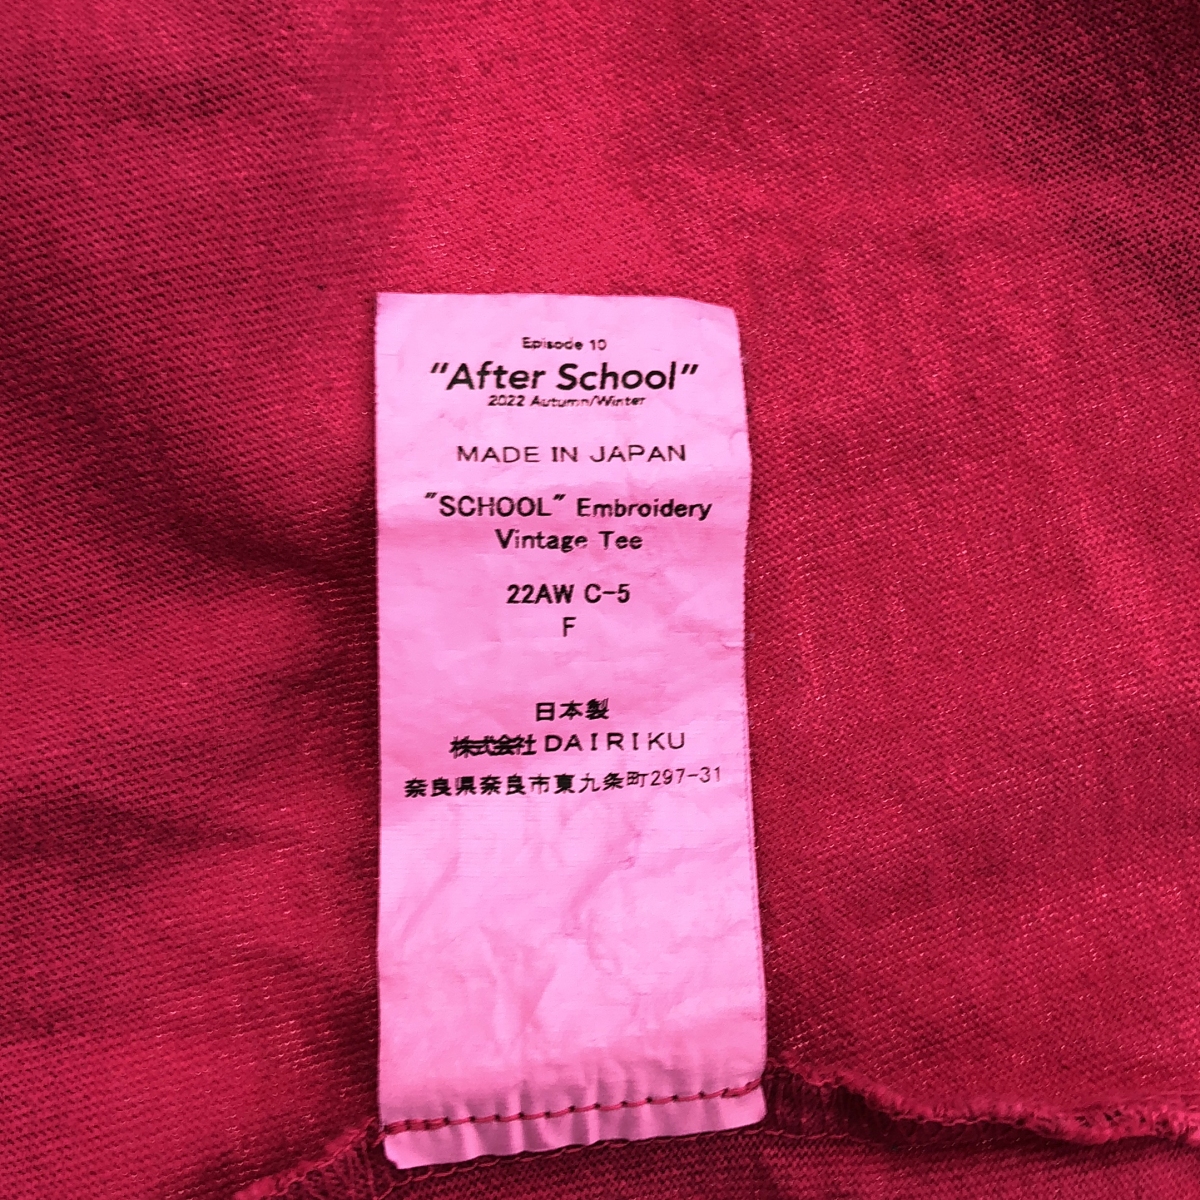 Episode 10
"After School"
2022 Autumn/Winter
MADE IN JAPAN
"SCHOOL" Embroidery
Vintage Tee
22AW C-5
F
日本製
株式会社DAIRIKU
奈良県奈良市東九条町297-31